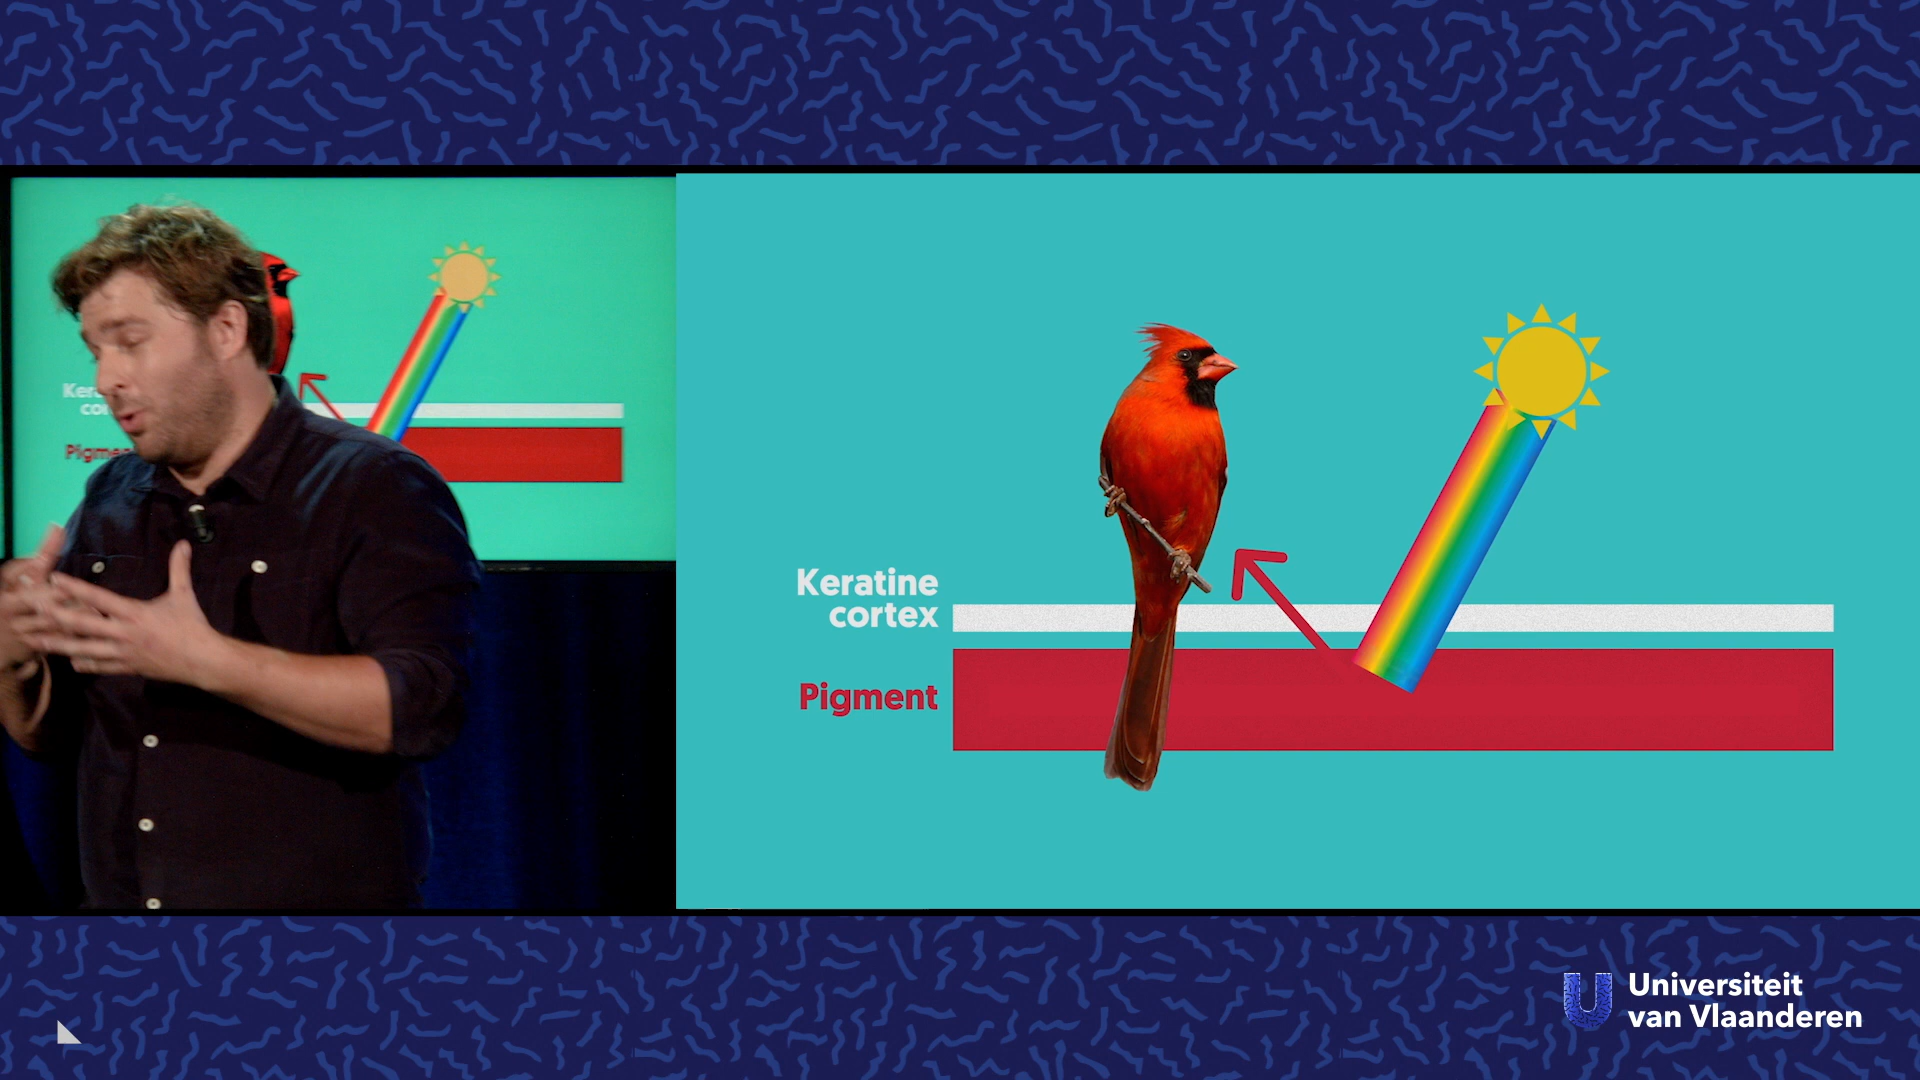 Keratine
cortex
Pigment
Universiteit
van Vlaanderen